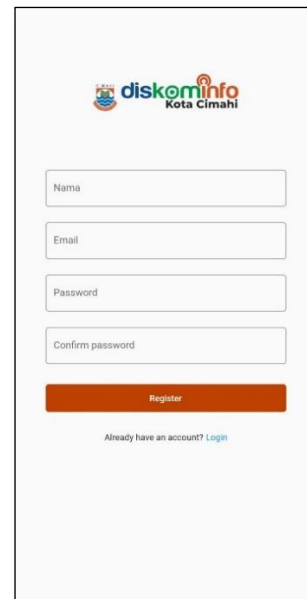 diskominfo
Kota Cimahi
Nama
Email
Password
Confirm password
Register
Already have an account? Login